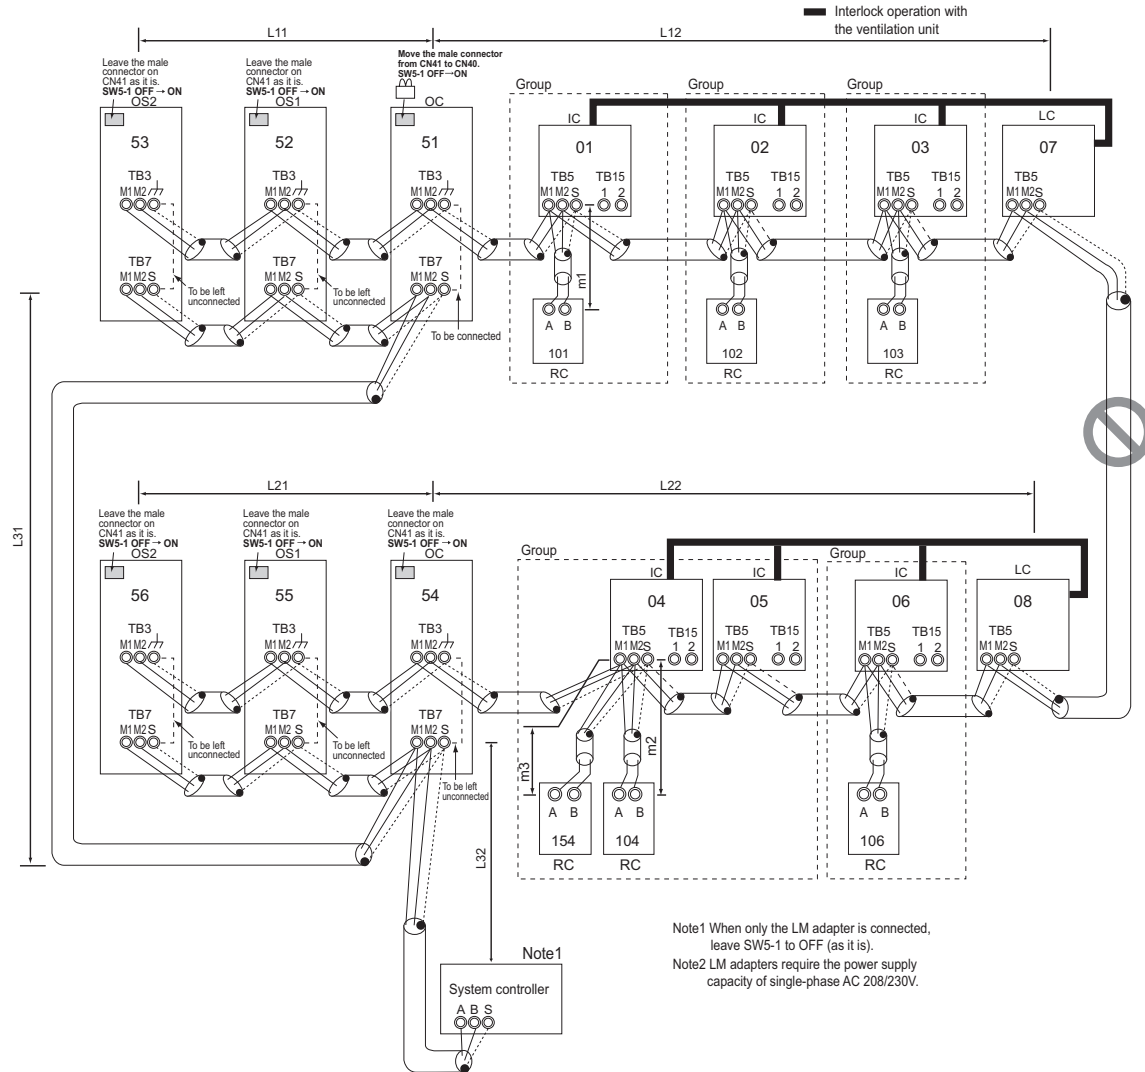 Interlock operation with
the ventilation unit
L11
L12
Leave the male
connector on
CN41 as it is.
SW5-1 OFF → ON
OS2
Leave the male
connector on
CN41 as it is.
SW5-1 OFF → ON
OS1
Move the male connector
from CN41 to CN40.
SW5-1 OFF→ON
OC
Group
Group
Group
IC
IC
IC
LC
53
52
51
01
02
03
07
TB3
M1 M2
TB3
M1 M2
TB3
M1 M2
TB5
M1 M2 S
TB15
1 2
TB5
M1 M2 S
TB15
1 2
TB5
M1 M2 S
TB15
1 2
TB5
M1 M2 S
TB7
M1 M2 S
TB7
M1 M2 S
TB7
M1 M2 S
To be left
unconnected
To be left
unconnected
To be connected
m1
A B
101
RC
A B
102
RC
A B
103
RC
L31
L21
L22
Leave the male
connector on
CN41 as it is.
SW5-1 OFF → ON
OS2
Leave the male
connector on
CN41 as it is.
SW5-1 OFF → ON
OS1
Leave the male
connector on
CN41 as it is.
SW5-1 OFF → ON
OC
Group
Group
IC
IC
IC
LC
56
55
54
04
05
06
08
TB3
M1 M2
TB3
M1 M2
TB3
M1 M2
TB5
M1 M2 S
TB15
1 2
TB5
M1 M2 S
TB15
1 2
TB5
M1 M2 S
TB15
1 2
TB5
M1 M2 S
TB7
M1 M2 S
TB7
M1 M2 S
TB7
M1 M2 S
To be left
unconnected
To be left
unconnected
To be left
unconnected
m3
m2
A B
154
RC
A B
104
RC
A B
106
RC
L32
Note1
System controller
A B S
Note1 When only the LM adapter is connected,
leave SW5-1 to OFF (as it is).
Note2 LM adapters require the power supply
capacity of single-phase AC 208/230V.